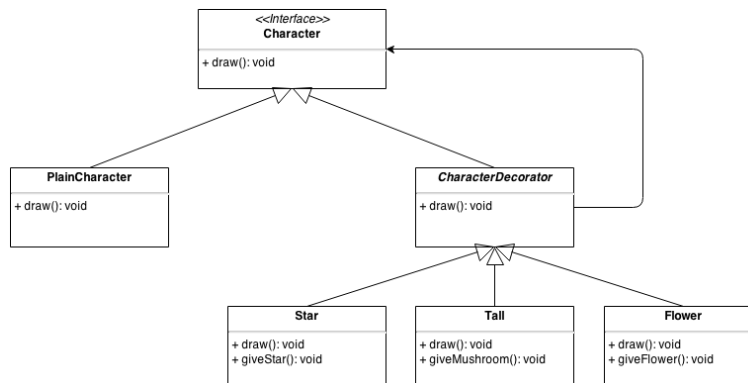 <<Interface>>
Character
+ draw(): void
PlainCharacter
+ draw(): void
CharacterDecorator
+ draw(): void
Star
+ draw(): void
+ giveStar(): void
Tall
+ draw(): void
+ giveMushroom(): void
Flower
+ draw(): void
+ giveFlower(): void